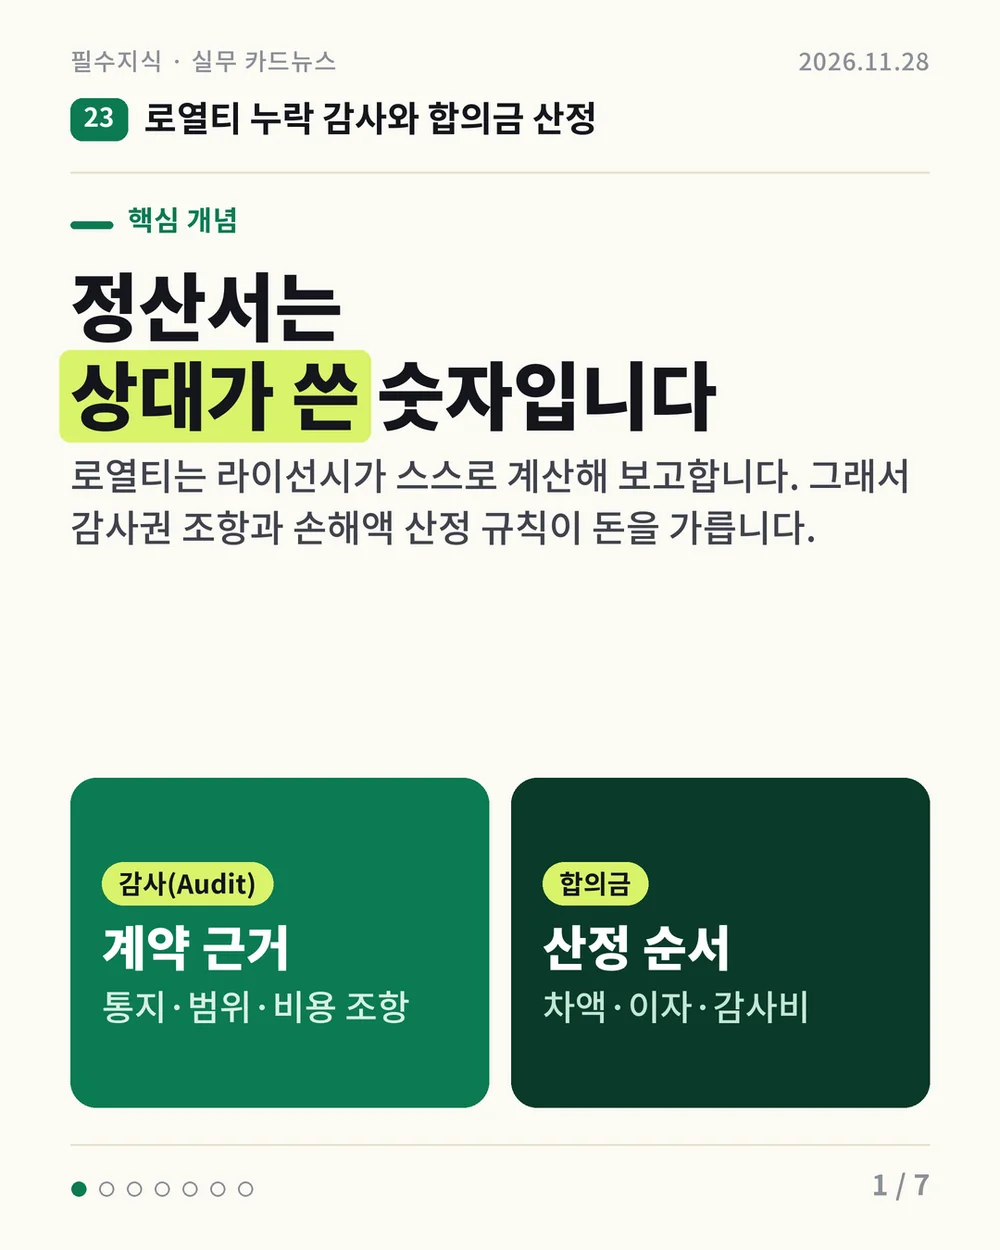 필수지식 · 실무 카드뉴스
2026.11.28
23 로열티 누락 감사와 합의금 산정
핵심 개념
정산서는
상대가 쓴 숫자입니다
로열티는 라이선시가 스스로 계산해 보고합니다. 그래서
감사권 조항과 손해액 산정 규칙이 돈을 가릅니다.
감사(Audit)
계약 근거
통지·범위·비용 조항
합의금
산정 순서
차액·이자·감사비
1 / 7